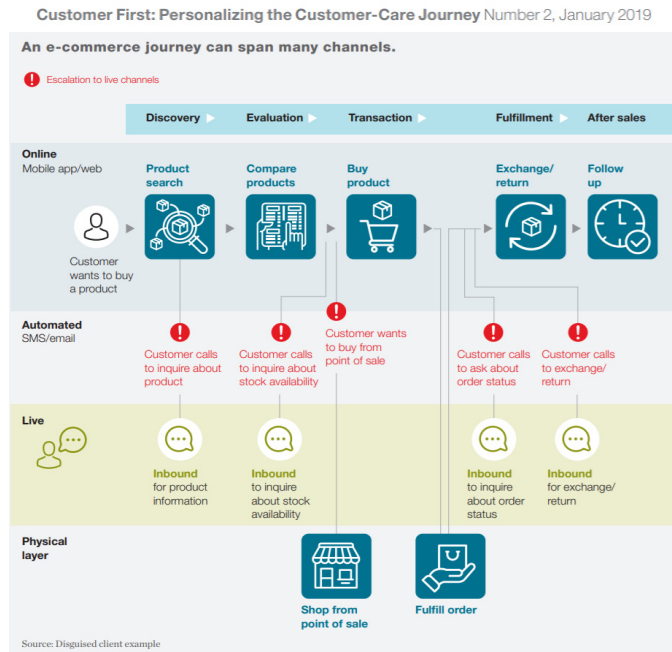 Customer First: Personalizing the Customer-Care Journey Number 2, January 2019
An e-commerce journey can span many channels.
Escalation to live channels
Discovery
Evaluation
Transaction
Fulfillment
After sales
Online
Mobile app/web
Product
search
Compare
products
Buy
product
Exchange/
return
Follow
up
Customer
wants to buy
a product
Automated
SMS/email
Customer calls
to inquire about
product
Customer calls
to inquire about
stock availability
Customer wants
to buy from
point of sale
Customer calls
to ask about
order status
Customer calls
to exchange/
return
Live
Inbound
for product
information
Inbound
to inquire
about stock
availability
Inbound
to inquire
about order
status
Inbound
for exchange/
return
Physical
layer
Shop from
point of sale
Fulfill order
Source: Disguised client example